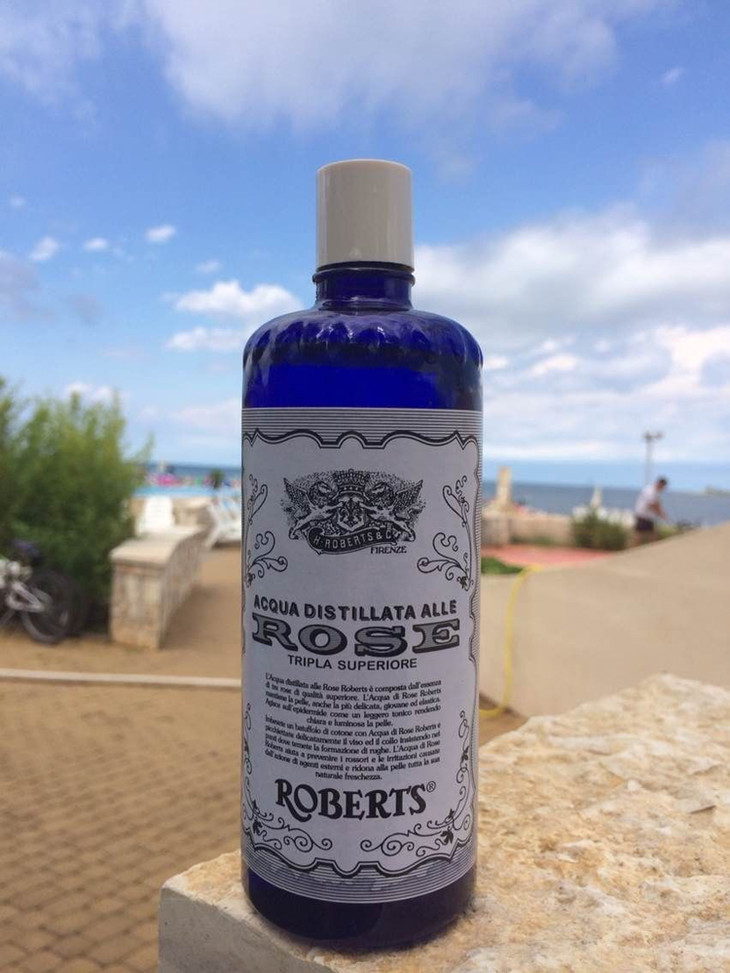 H. ROBERTS & C.
FIRENZE
ACQUA DISTILLATA ALLE
ROSE
TRIPLA SUPERIORE
L'Acqua distillata alle Rose Roberts è composta dall'essenza
di tre rose di qualità superiore. L'Acqua di Rose Roberts
mantiene la pelle, anche la più delicata, giovane ed elastica.
Agisce sull'epidermide come un leggero tonico rendendo
chiara e luminosa la pelle.
Imbevete un batuffolo di cotone con Acqua di Rose Roberts e
picchiettate delicatamente il viso ed il collo insistendo nei
punti dove temete la formazione di rughe. L'Acqua di Rose
Roberts aiuta a prevenire i rossori e le irritazioni causate
dall'azione di agenti esterni e ridona alla pelle tutta la sua
naturale freschezza.
ROBERTS®